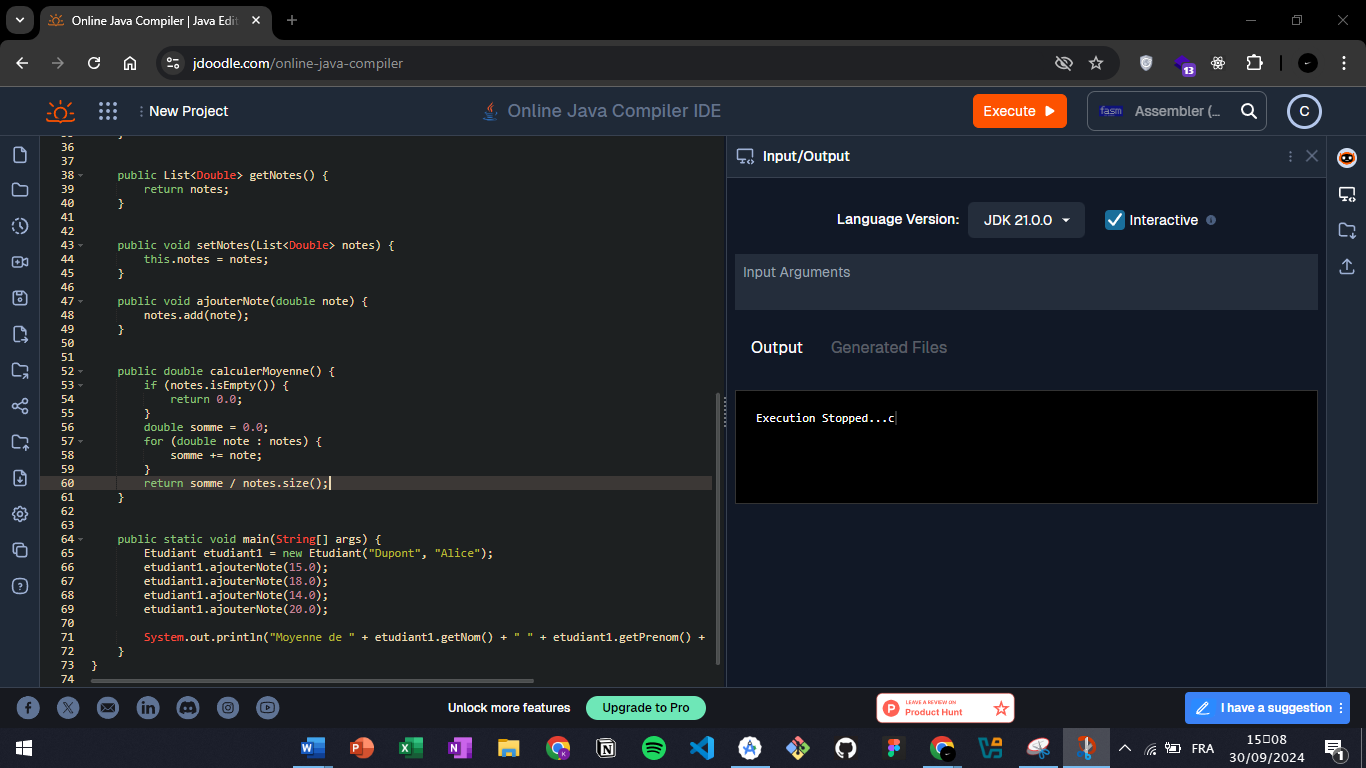 Online Java Compiler | Java Edit
jdoodle.com/online-java-compiler
13
New Project
Online Java Compiler IDE
Execute
fasm
Assembler (...
C
36
37
38 public List<Double> getNotes() {
39 return notes;
40 }
41
42
43 public void setNotes(List<Double> notes) {
44 this.notes = notes;
45 }
46
47 public void ajouterNote(double note) {
48 notes.add(note);
49 }
50
51
52 public double calculerMoyenne() {
53 if (notes.isEmpty()) {
54 return 0.0;
55 }
56 double somme = 0.0;
57 for (double note : notes) {
58 somme += note;
59 }
60 return somme / notes.size();
61 }
62
63
64 public static void main(String[] args) {
65 Etudiant etudiant1 = new Etudiant("Dupont", "Alice");
66 etudiant1.ajouterNote(15.0);
67 etudiant1.ajouterNote(18.0);
68 etudiant1.ajouterNote(14.0);
69 etudiant1.ajouterNote(20.0);
70
71 System.out.println("Moyenne de " + etudiant1.getNom() + " " + etudiant1.getPrenom() +
72 }
73 }
74
Input/Output
Language Version:
JDK 21.0.0
Interactive
Input Arguments
Output
Generated Files
Execution Stopped...c
Unlock more features
Upgrade to Pro
LEAVE A REVIEW ON
Product Hunt
I have a suggestion
FRA
15:08
30/09/2024
1